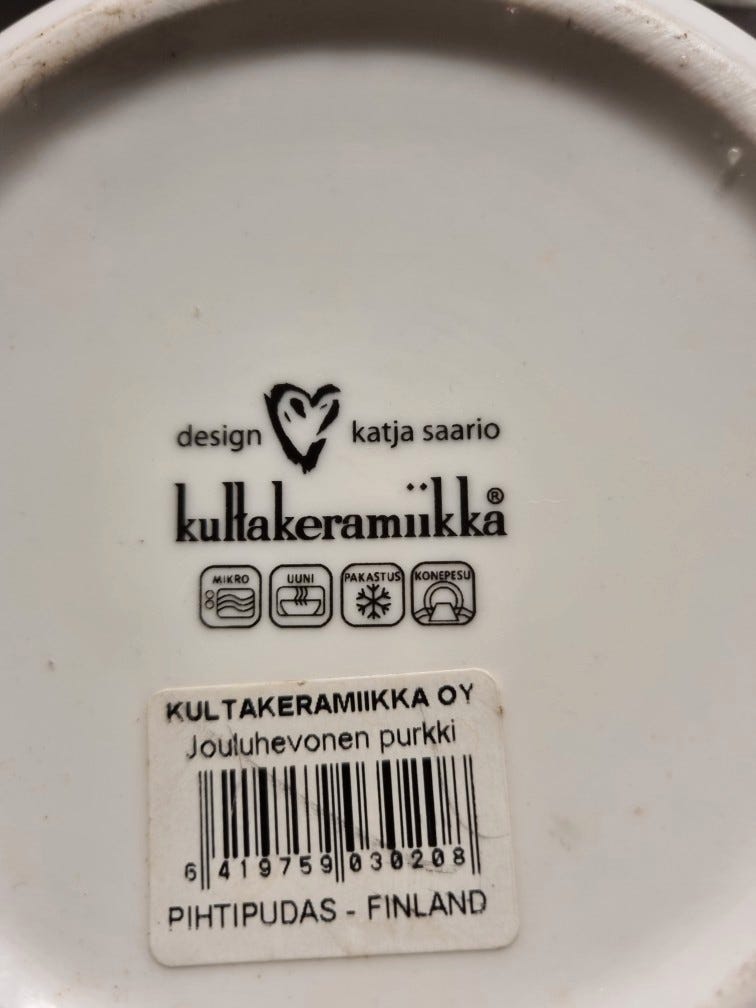 design katja saario
kultakeramiikka®
MIKRO UUNI PAKASTUS KONEPESU
KULTAKERAMIIKKA OY
Jouluhevonen purkki
6 419759 030208
PIHTIPUDAS - FINLAND